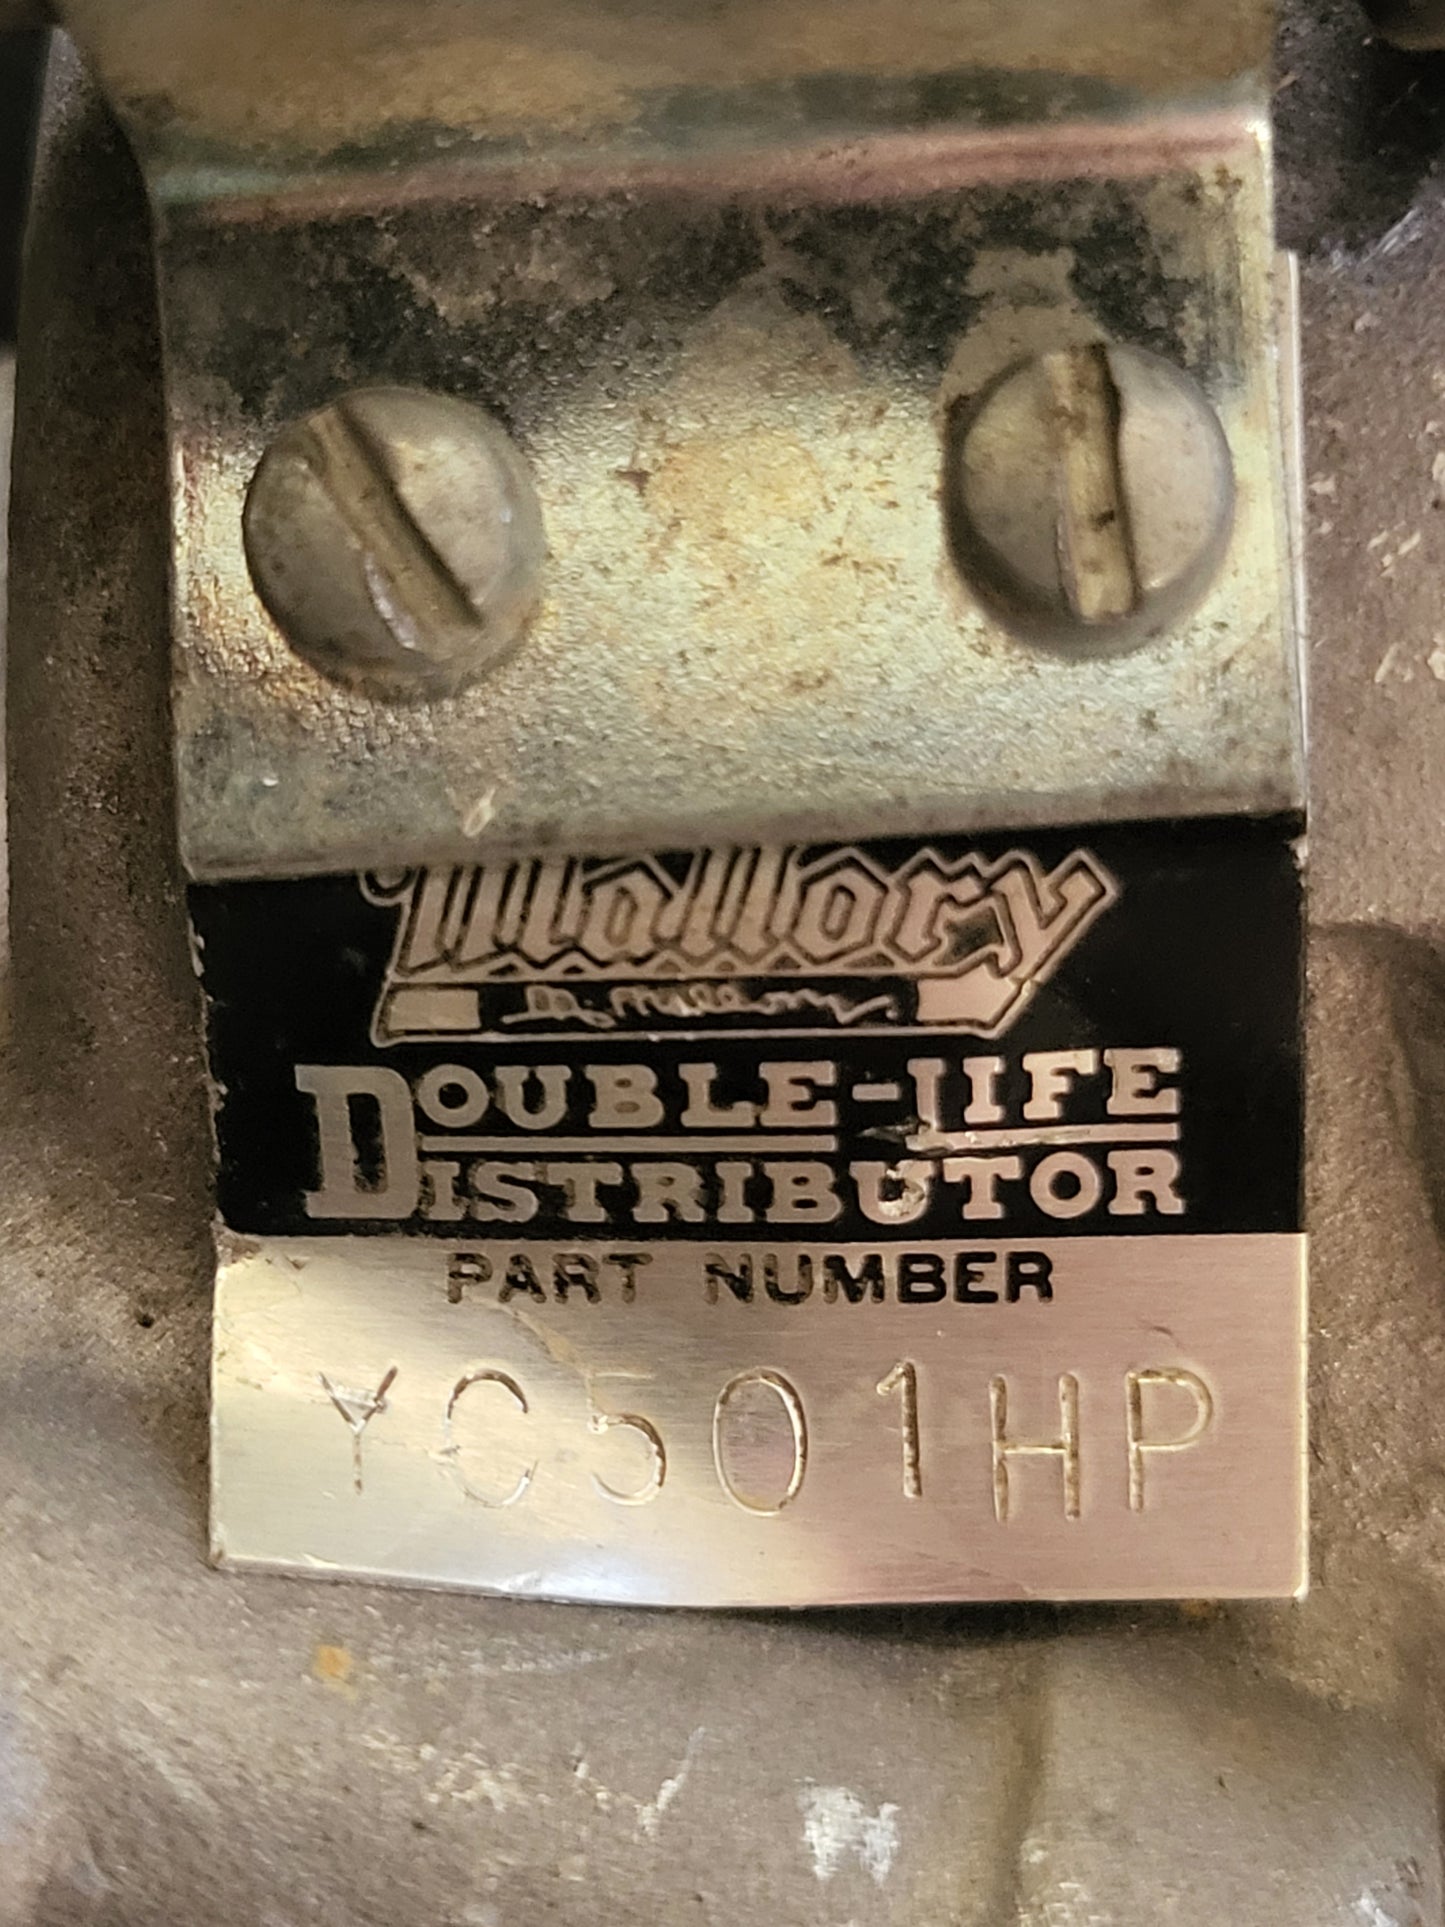 Mallory
DOUBLE-LIFE
DISTRIBUTOR
PART NUMBER
YC501HP